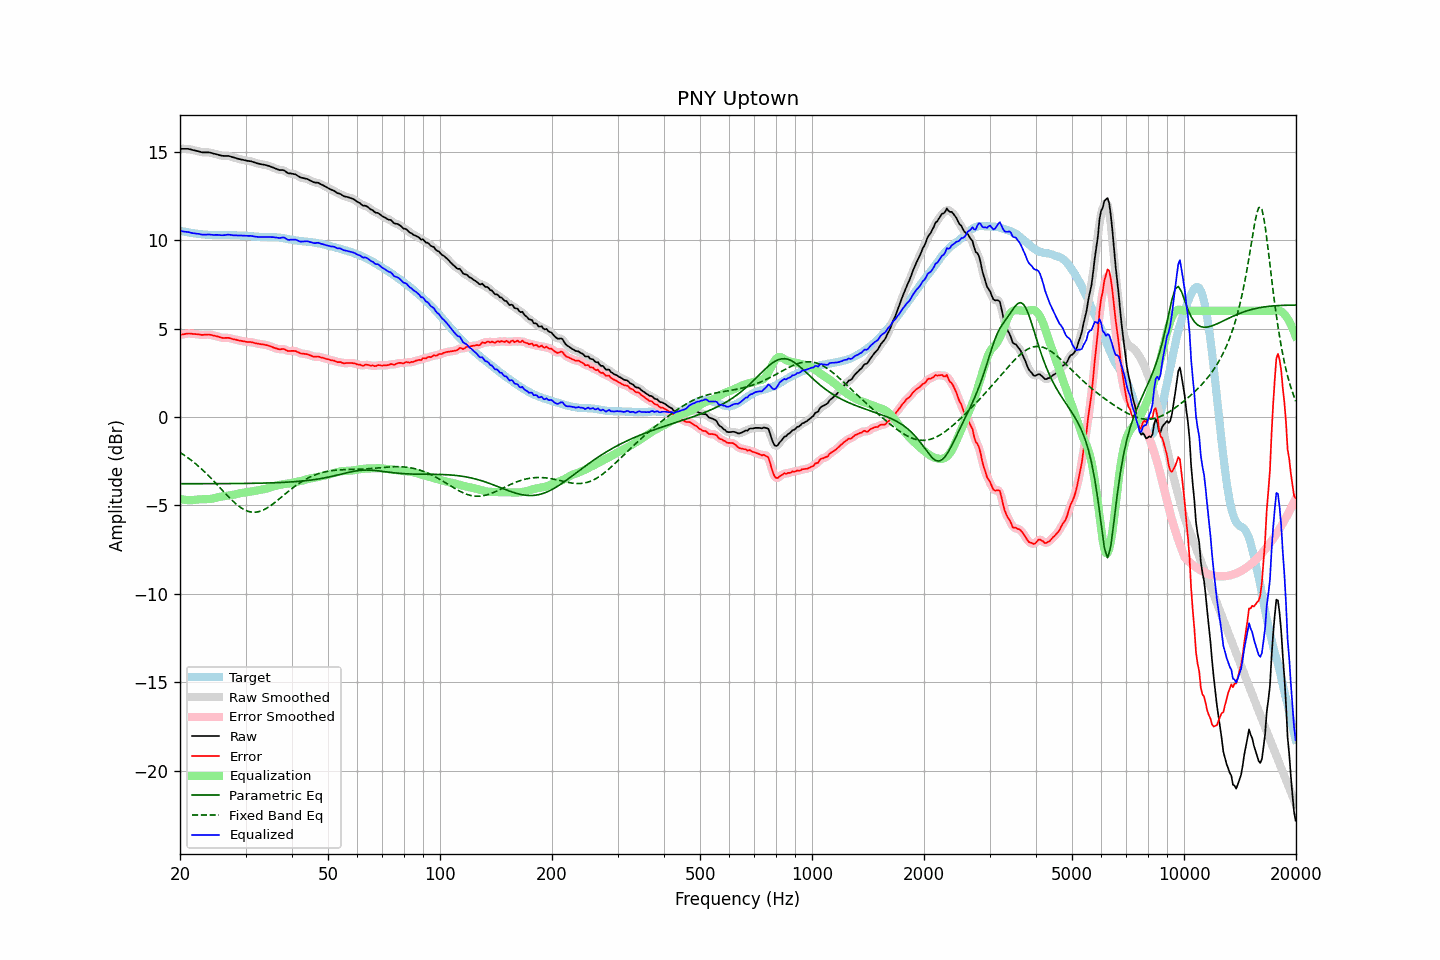 PNY Uptown
Amplitude (dBr)
15
10
5
0
−5
−10
−15
−20
Target
Raw Smoothed
Error Smoothed
Raw
Error
Equalization
Parametric Eq
Fixed Band Eq
Equalized
20 50 100 200 500 1000 2000 5000 10000 20000
Frequency (Hz)